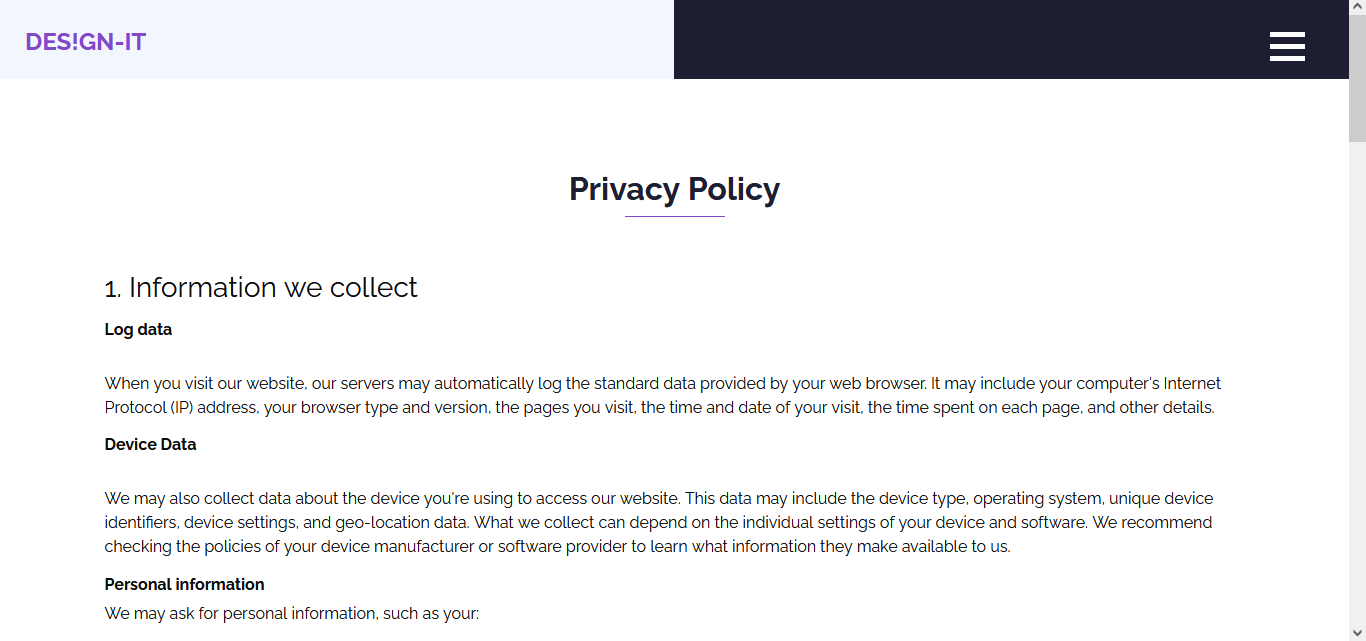 DES!GN-IT
Privacy Policy
1. Information we collect
Log data
When you visit our website, our servers may automatically log the standard data provided by your web browser. It may include your computer's Internet
Protocol (IP) address, your browser type and version, the pages you visit, the time and date of your visit, the time spent on each page, and other details.
Device Data
We may also collect data about the device you're using to access our website. This data may include the device type, operating system, unique device
identifiers, device settings, and geo-location data. What we collect can depend on the individual settings of your device and software. We recommend
checking the policies of your device manufacturer or software provider to learn what information they make available to us.
Personal information
We may ask for personal information, such as your: